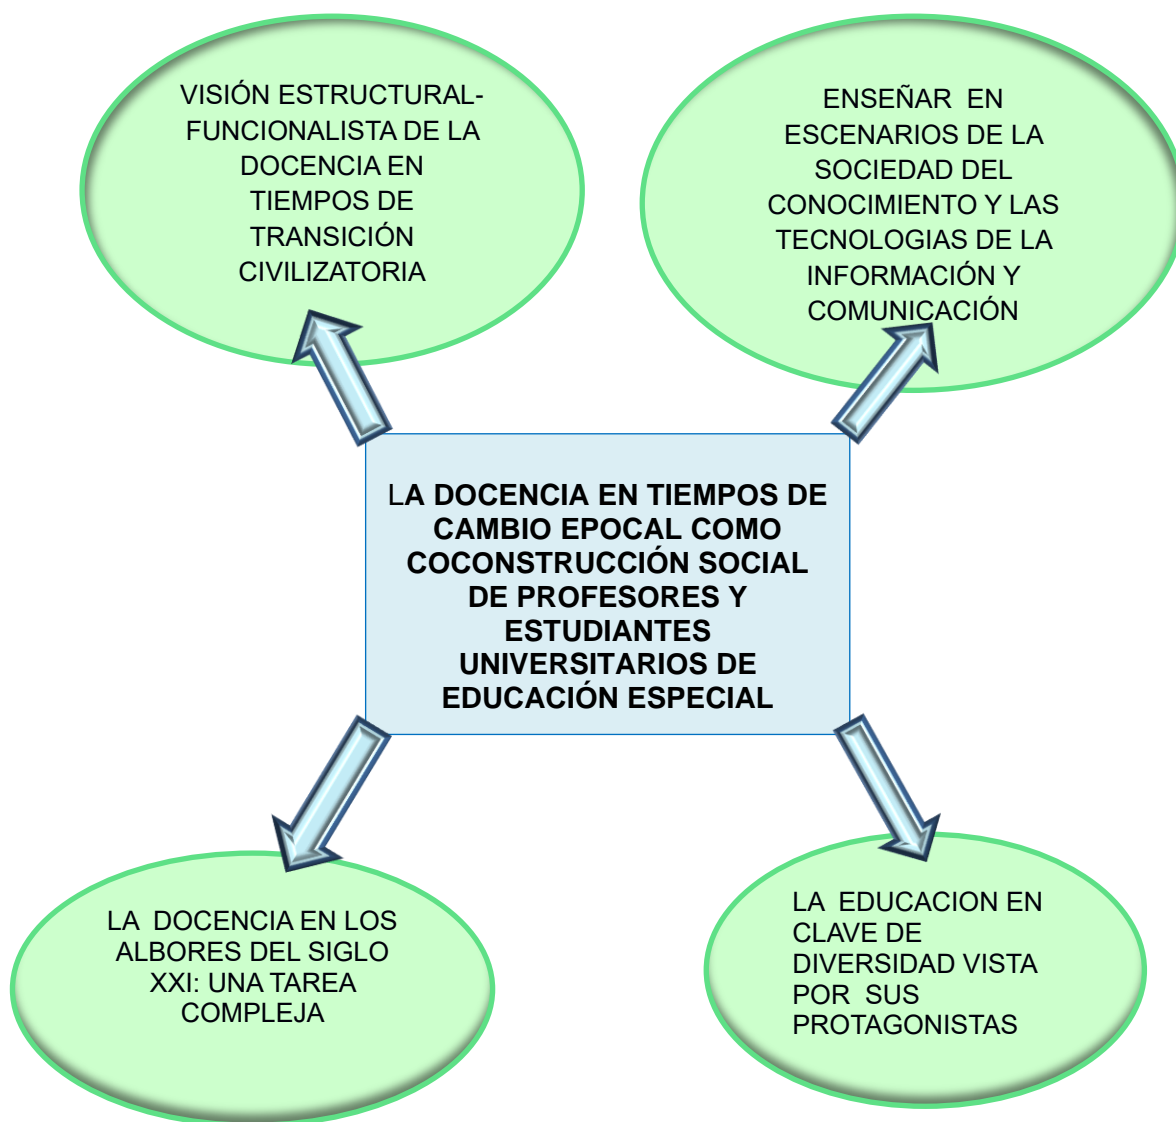 VISIÓN ESTRUCTURAL-
FUNCIONALISTA DE LA
DOCENCIA EN
TIEMPOS DE
TRANSICIÓN
CIVILIZATORIA
ENSEÑAR EN
ESCENARIOS DE LA
SOCIEDAD DEL
CONOCIMIENTO Y LAS
TECNOLOGIAS DE LA
INFORMACIÓN Y
COMUNICACIÓN
LA DOCENCIA EN TIEMPOS DE
CAMBIO EPOCAL COMO
COCONSTRUCCIÓN SOCIAL
DE PROFESORES Y
ESTUDIANTES
UNIVERSITARIOS DE
EDUCACIÓN ESPECIAL
LA DOCENCIA EN LOS
ALBORES DEL SIGLO
XXI: UNA TAREA
COMPLEJA
LA EDUCACION EN
CLAVE DE
DIVERSIDAD VISTA
POR SUS
PROTAGONISTAS